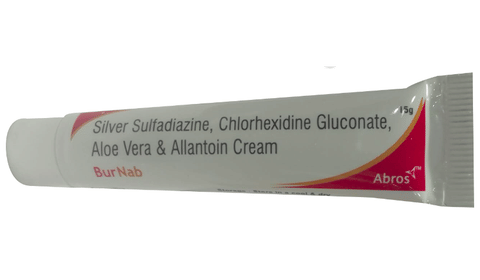 15g
Silver Sulfadiazine, Chlorhexidine Gluconate,
Aloe Vera & Allantoin Cream
BurNab
Abros